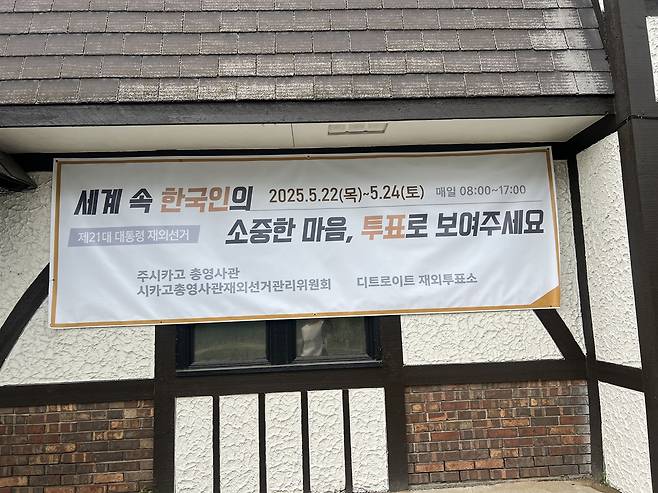 세계 속 한국인의 2025.5.22(목)~5.24(토) 매일 08:00~17:00
제21대 대통령 재외선거 소중한 마음, 투표로 보여주세요
주시카고 총영사관
시카고총영사관재외선거관리위원회 디트로이트 재외투표소